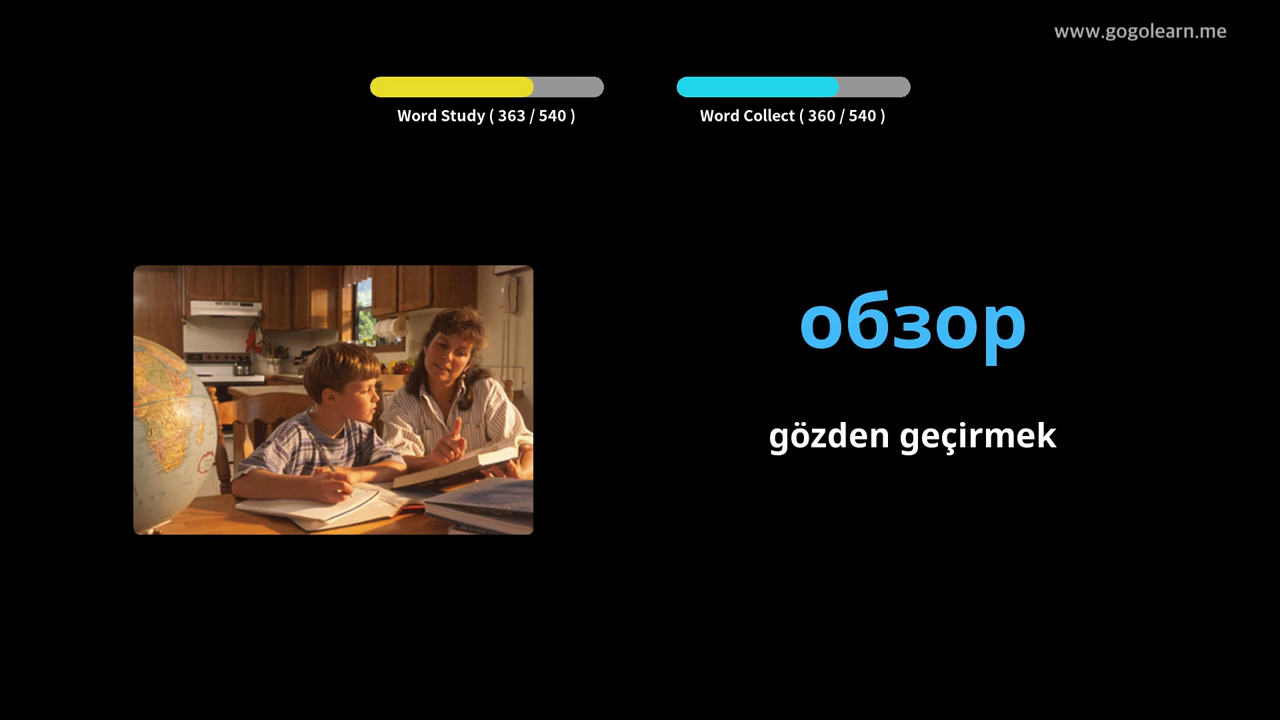 www.gogolearn.me
Word Study ( 363 / 540 )
Word Collect ( 360 / 540 )
обзор
gözden geçirmek